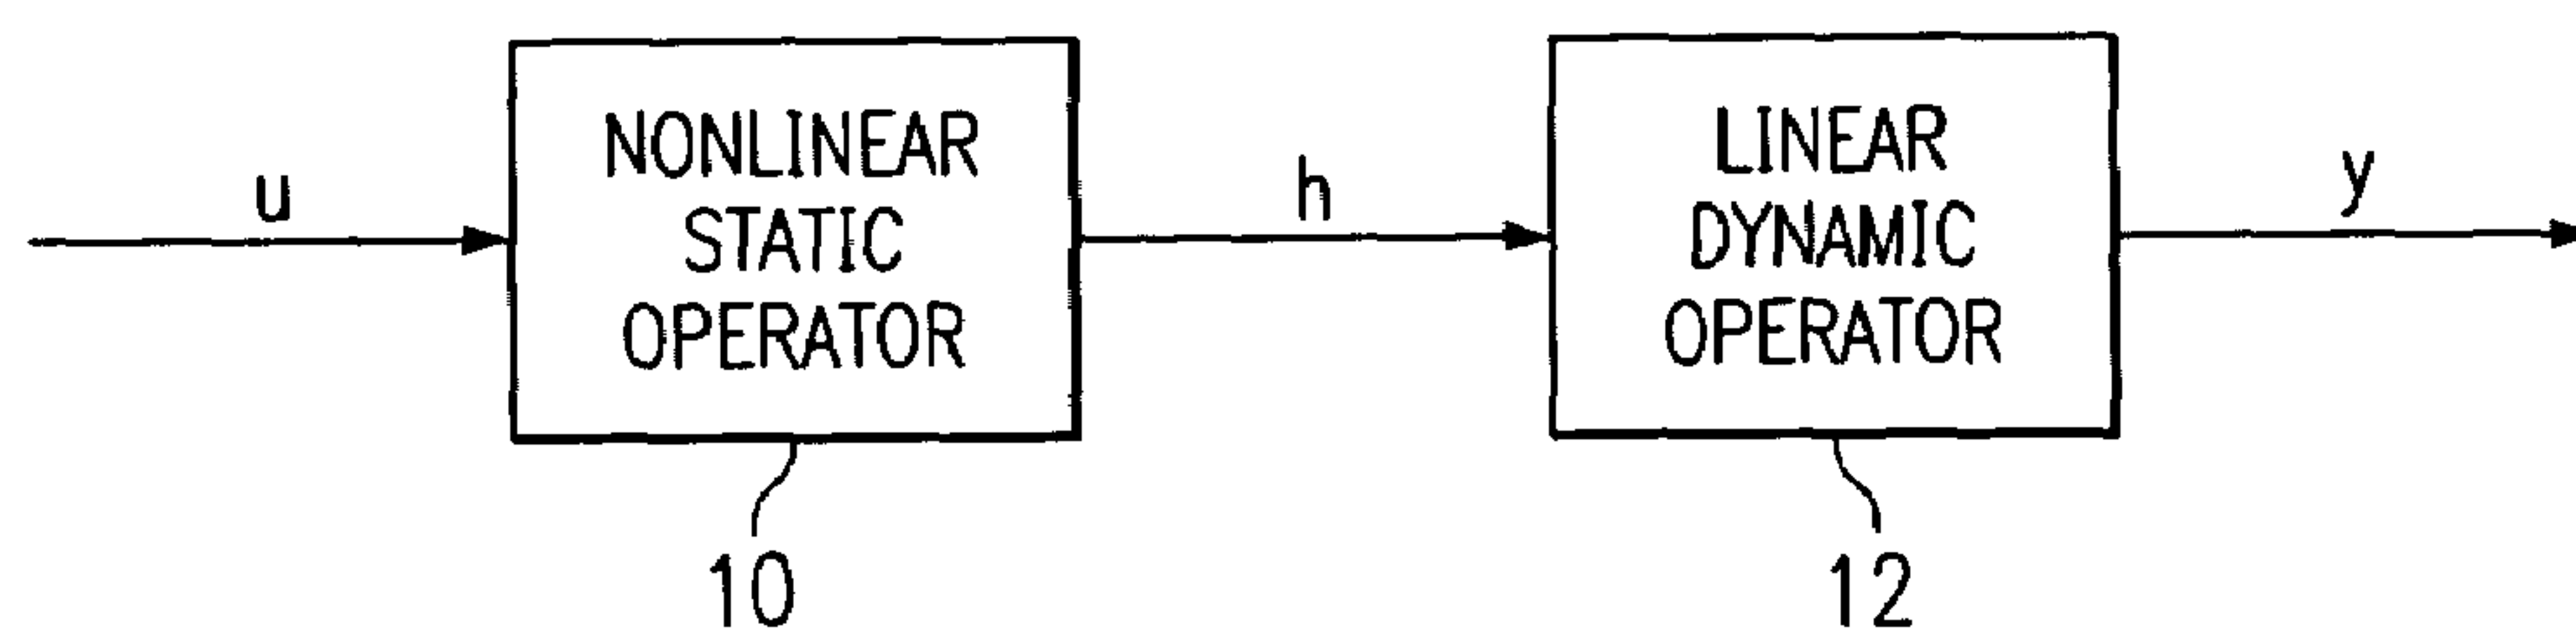 u
NONLINEAR
STATIC
OPERATOR
h
LINEAR
DYNAMIC
OPERATOR
y
10
12